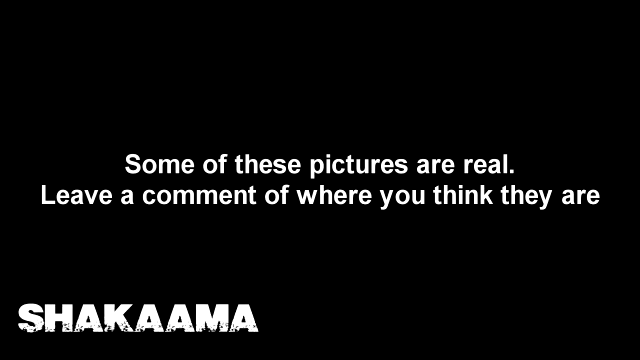 Some of these pictures are real.
Leave a comment of where you think they are
SHAKAAMA